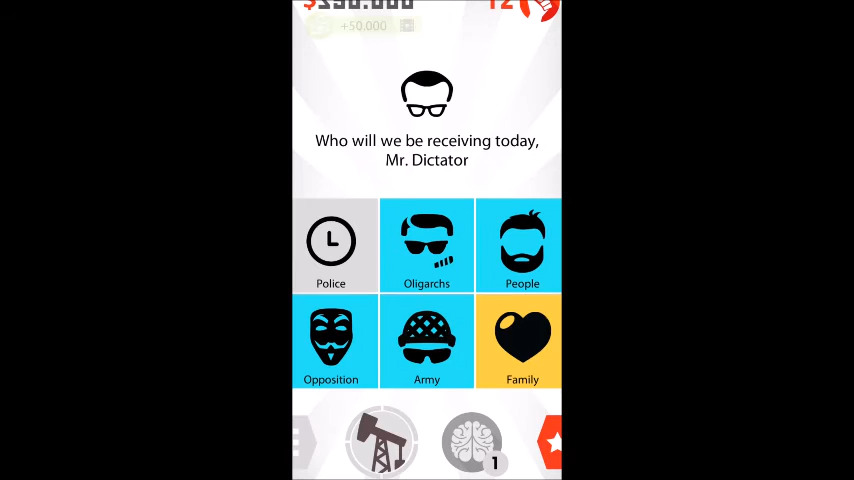 +50.000
Who will we be receiving today,
Mr. Dictator
Police
Oligarchs
People
Opposition
Army
Family
1